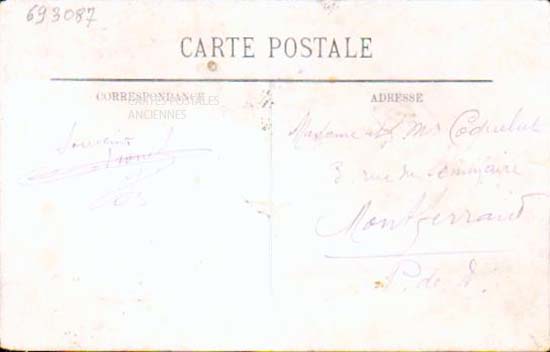 693087
CARTE POSTALE
CORRESPONDANCE
CARTES POSTALES
ANCIENNES
ADRESSE
Souvenir
Madame et Mr
3 rue du
Montferrand
P. de D.